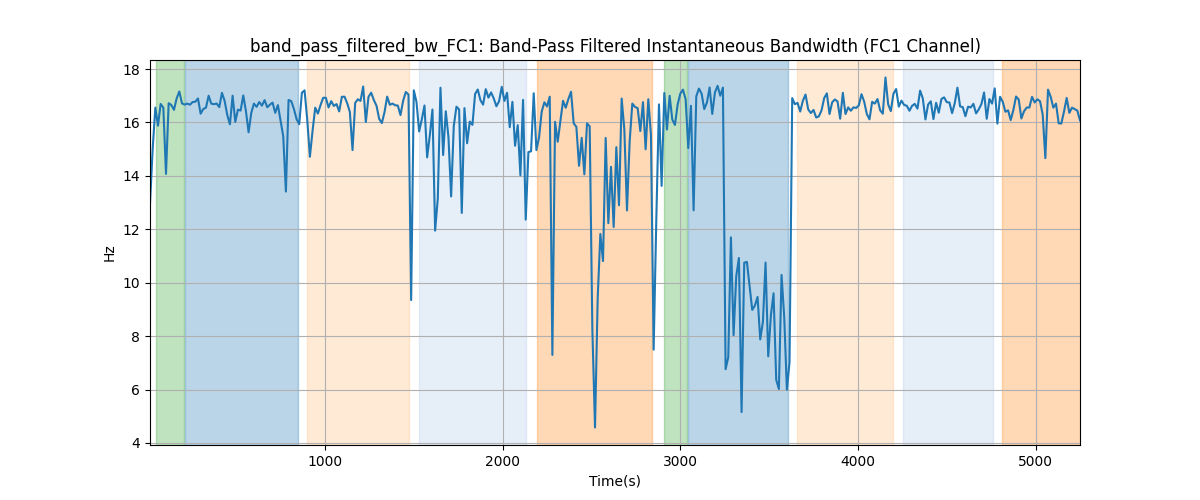 band_pass_filtered_bw_FC1: Band-Pass Filtered Instantaneous Bandwidth (FC1 Channel)
18
16
14
12
10
8
6
4
Hz
1000 2000 3000 4000 5000
Time(s)